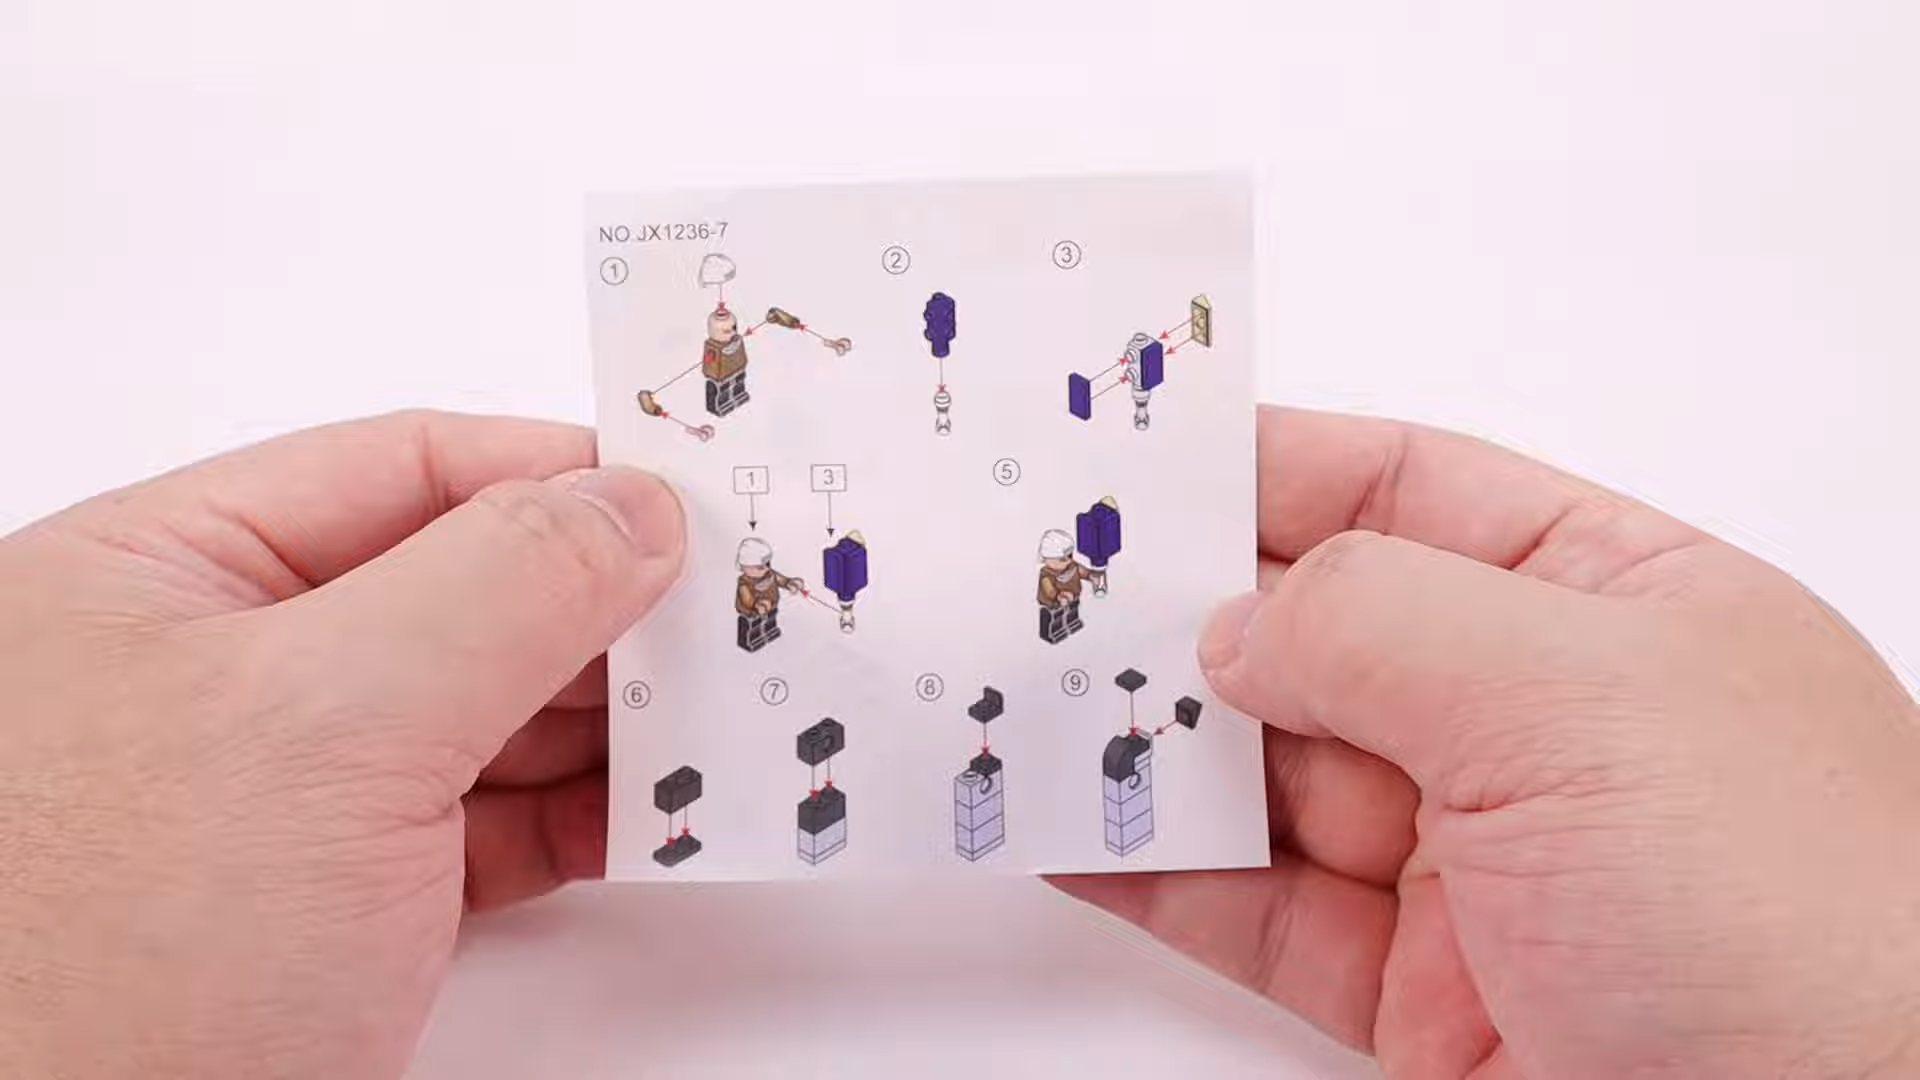 NO.JX1236-7
① ② ③
1 3 ⑤
⑥ ⑦ ⑧ ⑨